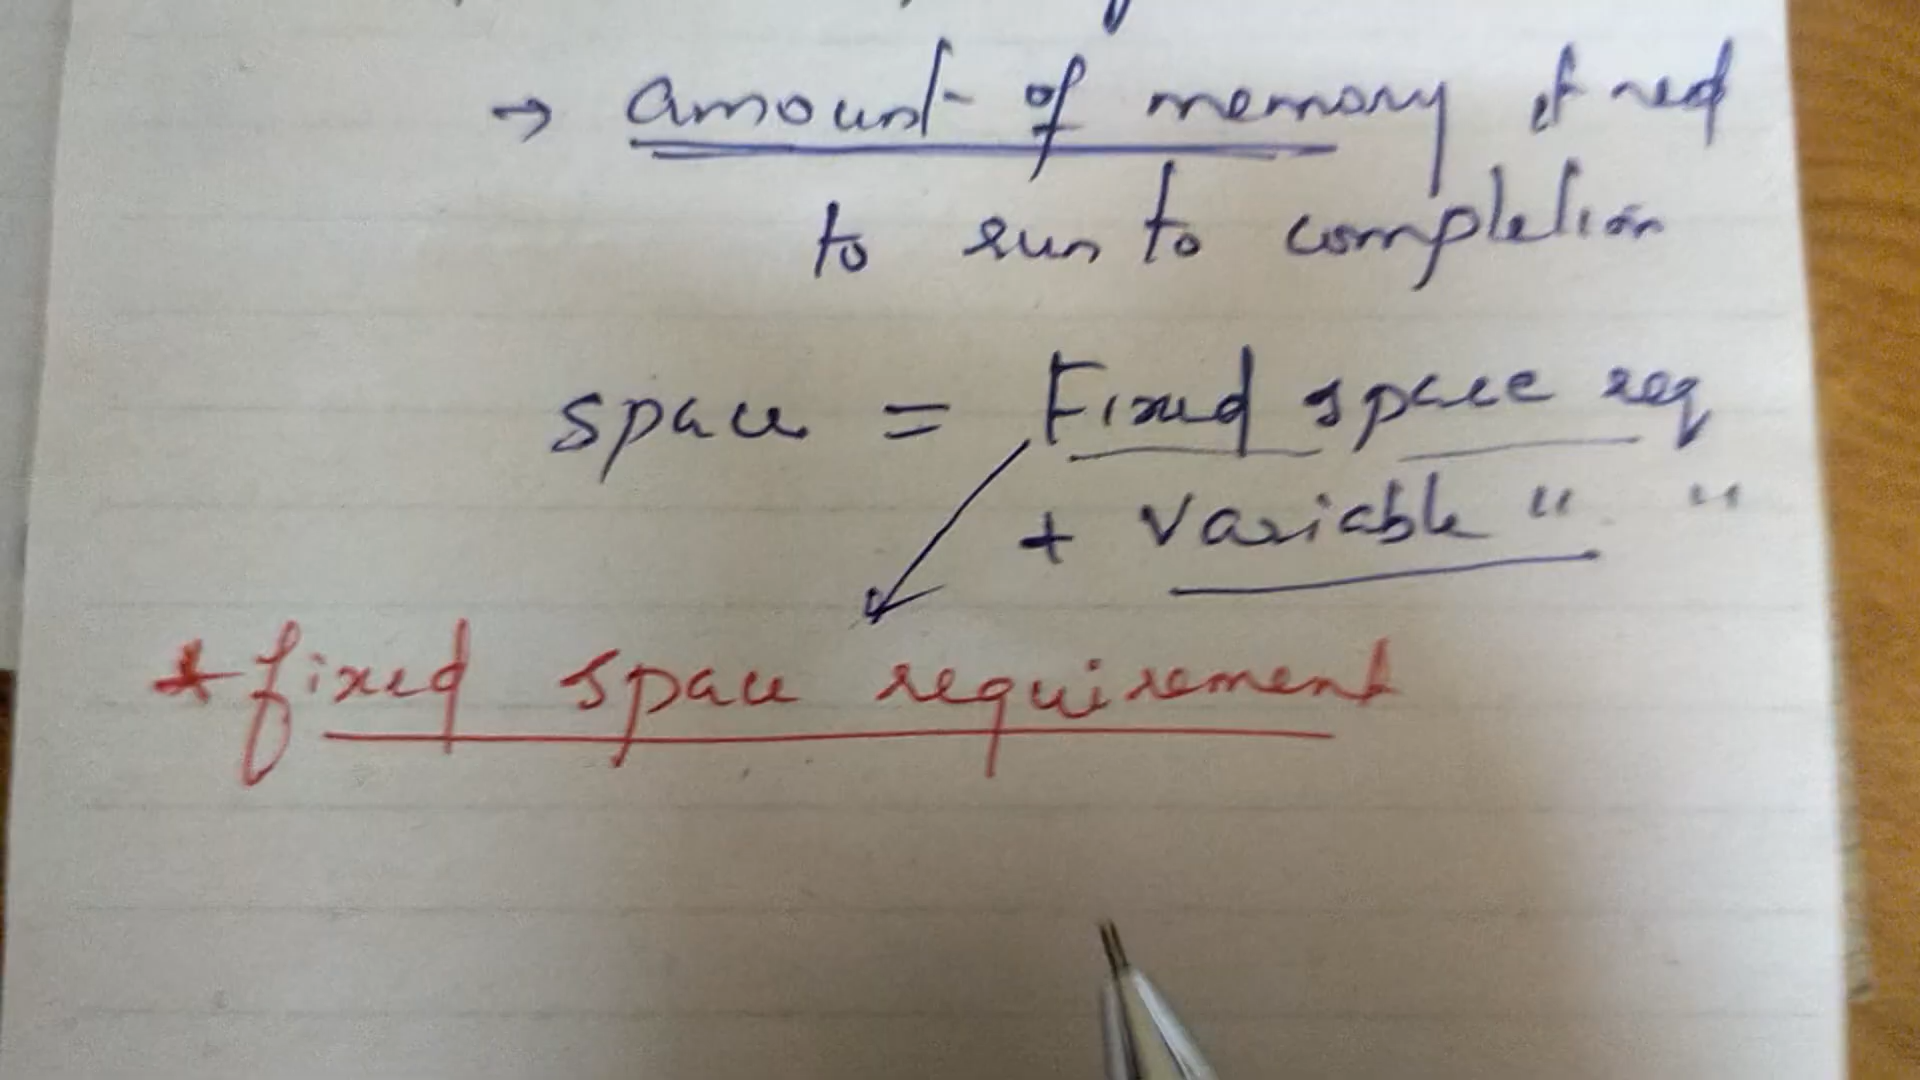 → amount of memory it req
to run to completion
space = Fixed space req
+ Variable " "
* fixed space requirement